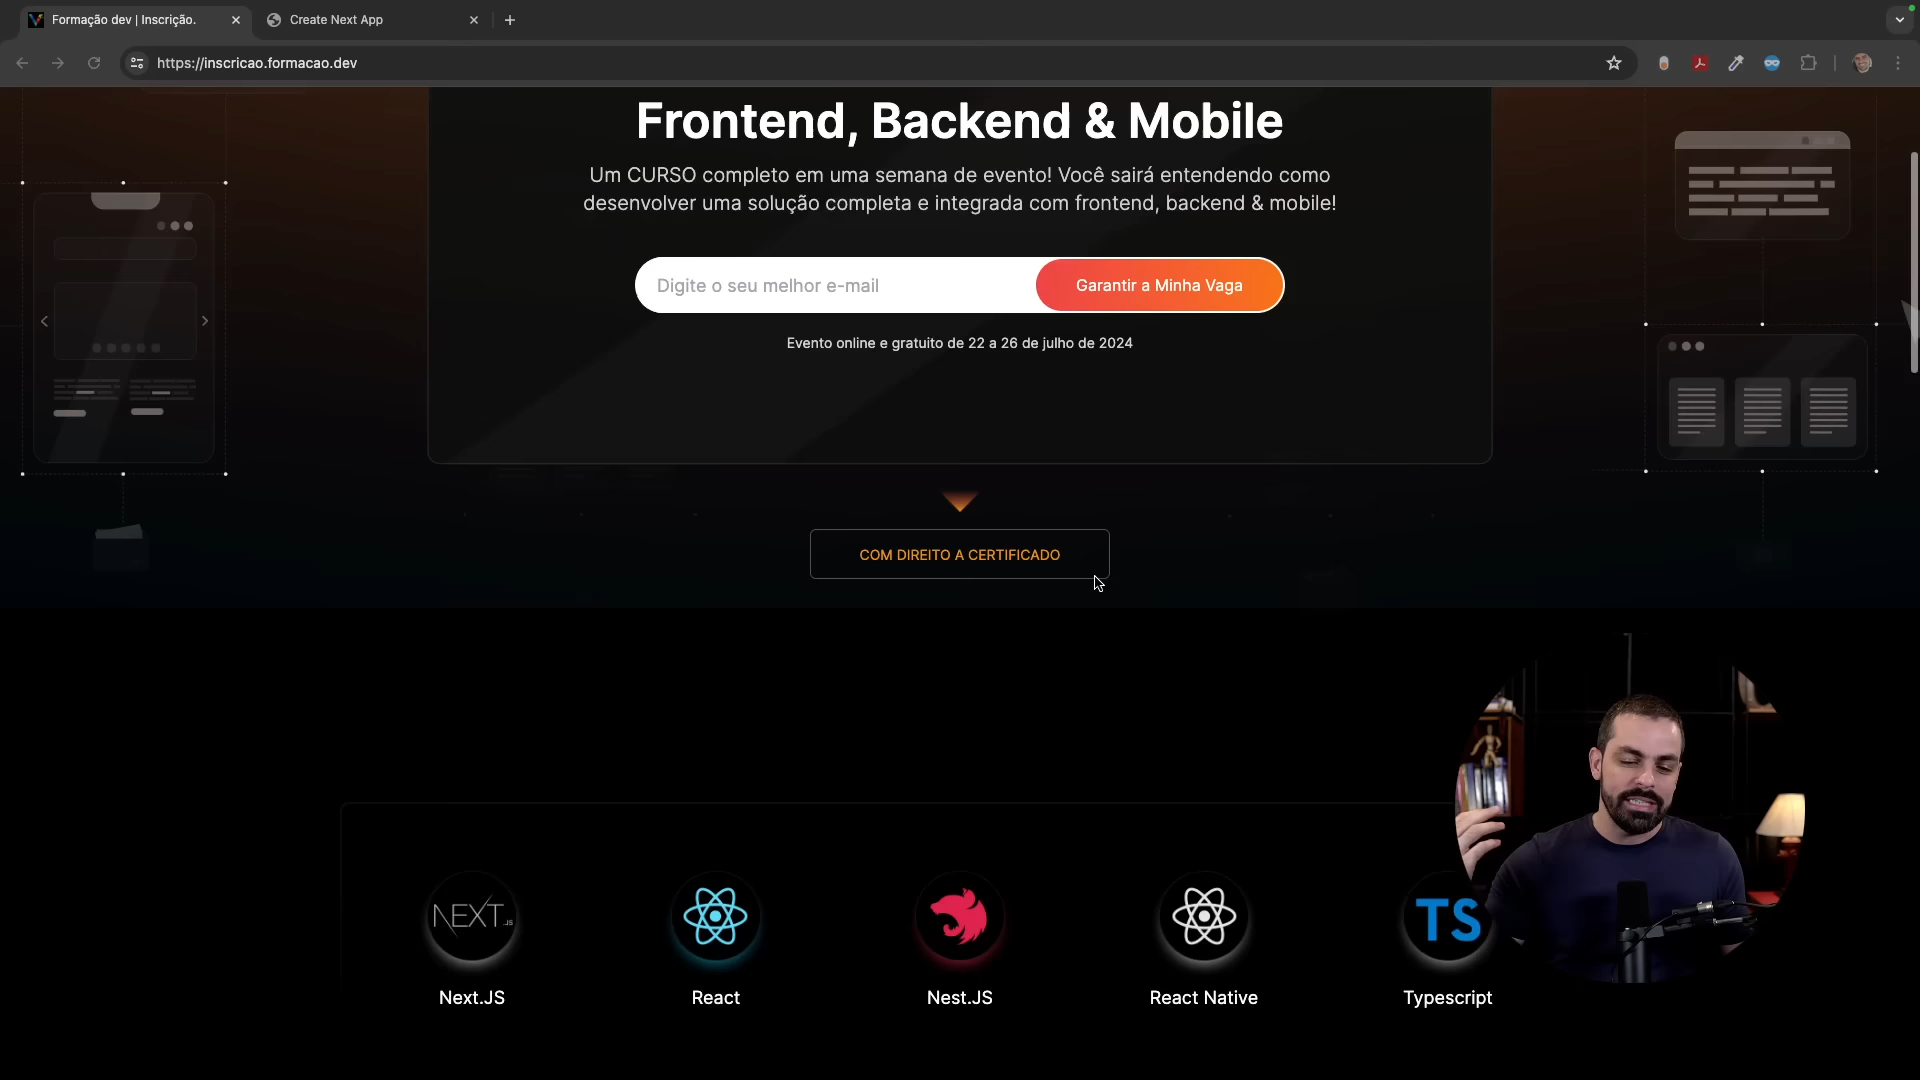 Formação dev | Inscrição.
Create Next App
https://inscricao.formacao.dev
Frontend, Backend & Mobile
Um CURSO completo em uma semana de evento! Você sairá entendendo como
desenvolver uma solução completa e integrada com frontend, backend & mobile!
Digite o seu melhor e-mail
Garantir a Minha Vaga
Evento online e gratuito de 22 a 26 de julho de 2024
COM DIREITO A CERTIFICADO
NEXT.JS
TS
Next.JS
React
Nest.JS
React Native
Typescript